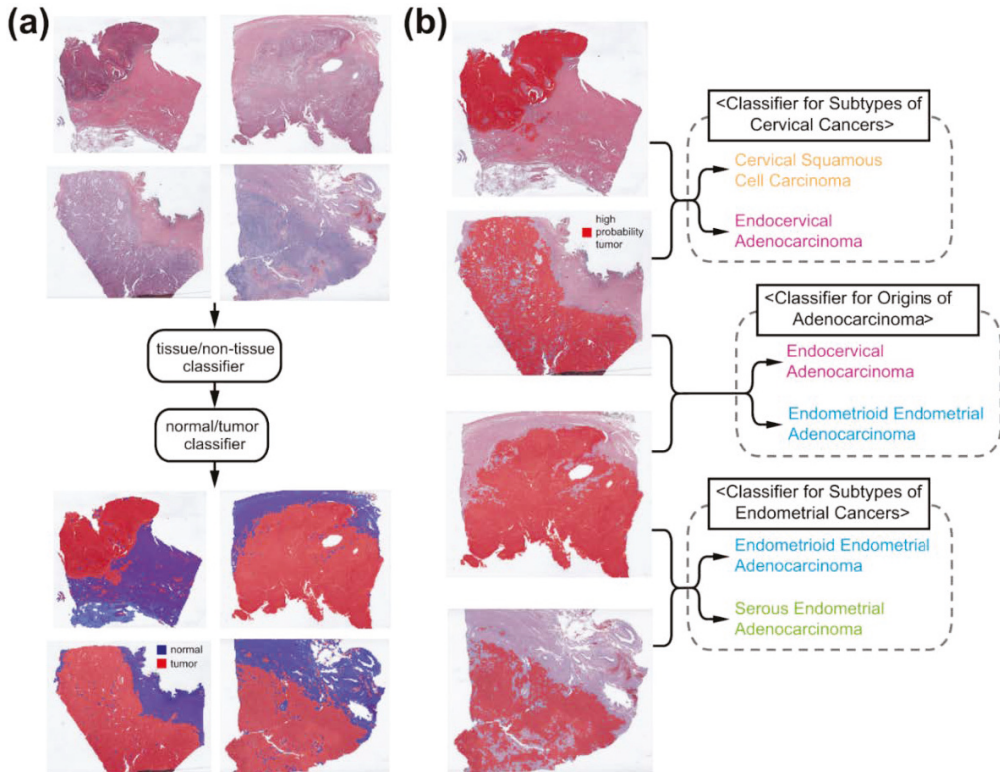 (a)
tissue/non-tissue
classifier
normal/tumor
classifier
normal
tumor
(b)
high
probability
tumor
<Classifier for Subtypes of
Cervical Cancers>
Cervical Squamous
Cell Carcinoma
Endocervical
Adenocarcinoma
<Classifier for Origins of
Adenocarcinoma>
Endocervical
Adenocarcinoma
Endometrioid Endometrial
Adenocarcinoma
<Classifier for Subtypes of
Endometrial Cancers>
Endometrioid Endometrial
Adenocarcinoma
Serous Endometrial
Adenocarcinoma